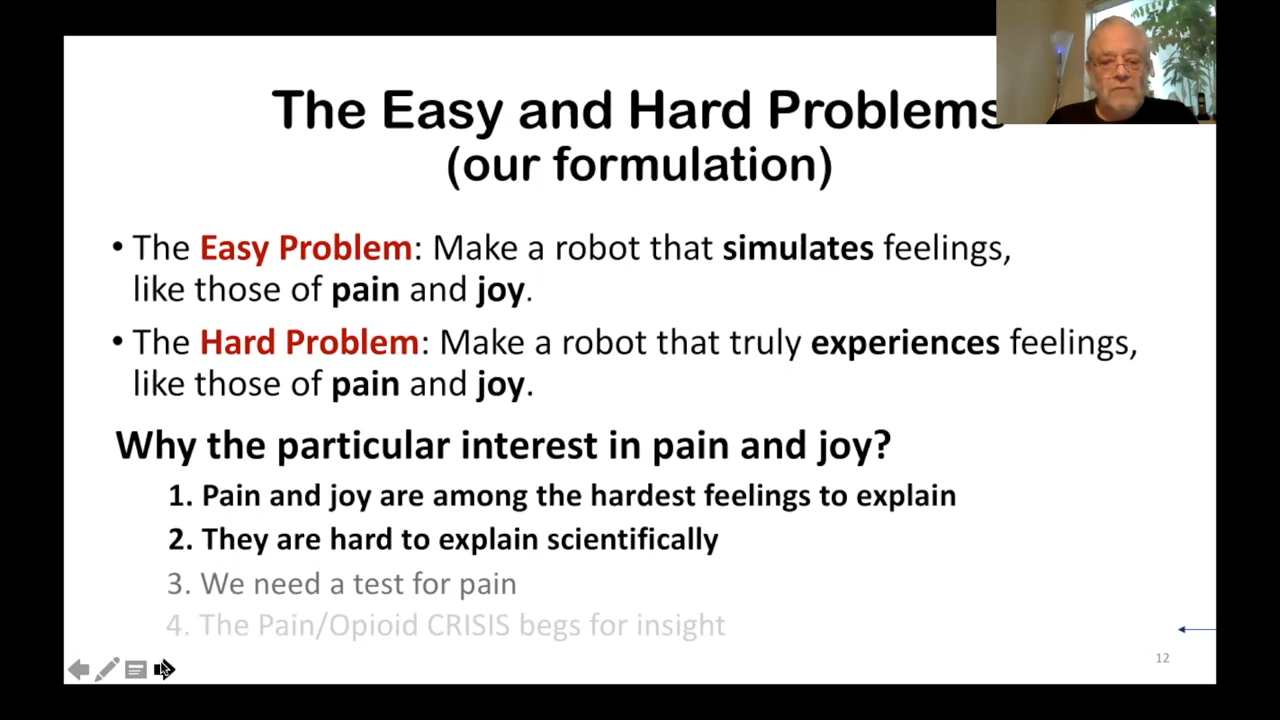 The Easy and Hard Problems
(our formulation)
• The Easy Problem: Make a robot that simulates feelings,
like those of pain and joy.
• The Hard Problem: Make a robot that truly experiences feelings,
like those of pain and joy.
Why the particular interest in pain and joy?
1. Pain and joy are among the hardest feelings to explain
2. They are hard to explain scientifically
3. We need a test for pain
4. The Pain/Opioid CRISIS begs for insight
12